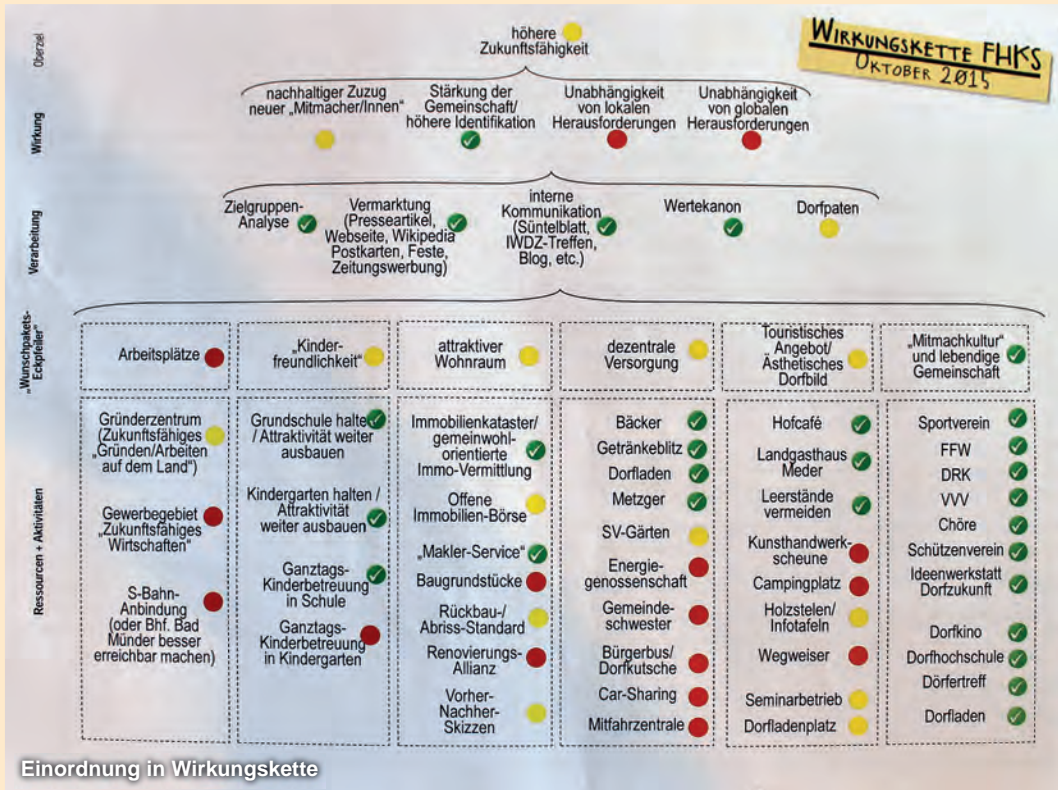 WIRKUNGSKETTE FHKS
OKTOBER 2015
Oberziel
höhere
Zukunftsfähigkeit
Wirkung
nachhaltiger Zuzug
neuer „Mitmacher/Innen"
Stärkung der
Gemeinschaft/
höhere Identifikation
Unabhängigkeit
von lokalen
Herausforderungen
Unabhängigkeit
von globalen
Herausforderungen
Verarbeitung
Zielgruppen-
Analyse
Vermarktung
(Presseartikel,
Webseite, Wikipedia
Postkarten, Feste,
Zeitungswerbung)
interne
Kommunikation
(Süntelblatt,
IWDZ-Treffen,
Blog, etc.)
Wertekanon
Dorfpaten
„Wunschpakets-
Eckpfeiler"
Arbeitsplätze
„Kinder-
freundlichkeit"
attraktiver
Wohnraum
dezentrale
Versorgung
Touristisches
Angebot/
Ästhetisches
Dorfbild
„Mitmachkultur"
und lebendige
Gemeinschaft
Ressourcen + Aktivitäten
Gründerzentrum
(Zukunftsfähiges
„Gründen/Arbeiten
auf dem Land")
Gewerbegebiet
„Zukunftsfähiges
Wirtschaften"
S-Bahn-
Anbindung
(oder Bhf. Bad
Münder besser
erreichbar machen)
Grundschule halten
/ Attraktivität weiter
ausbauen
Kindergarten halten /
Attraktivität
weiter ausbauen
Ganztags-
Kinderbetreuung
in Schule
Ganztags-
Kinderbetreuung
in Kindergarten
Immobilienkataster/
gemeinwohl-
orientierte
Immo-Vermittlung
Offene
Immobilien-Börse
„Makler-Service"
Baugrundstücke
Rückbau-/
Abriss-Standard
Renovierungs-
Allianz
Vorher-
Nachher-
Skizzen
Bäcker
Getränkeblitz
Dorfladen
Metzger
SV-Gärten
Energie-
genossenschaft
Gemeinde-
schwester
Bürgerbus/
Dorfkutsche
Car-Sharing
Mitfahrzentrale
Hofcafé
Landgasthaus
Meder
Leerstände
vermeiden
Kunsthandwerk-
scheune
Campingplatz
Holzstelen/
Infotafeln
Wegweiser
Seminarbetrieb
Dorfladenplatz
Sportverein
FFW
DRK
VVV
Chöre
Schützenverein
Ideenwerkstatt
Dorfzukunft
Dorfkino
Dorfhochschule
Dörfertreff
Dorfladen
Einordnung in Wirkungskette